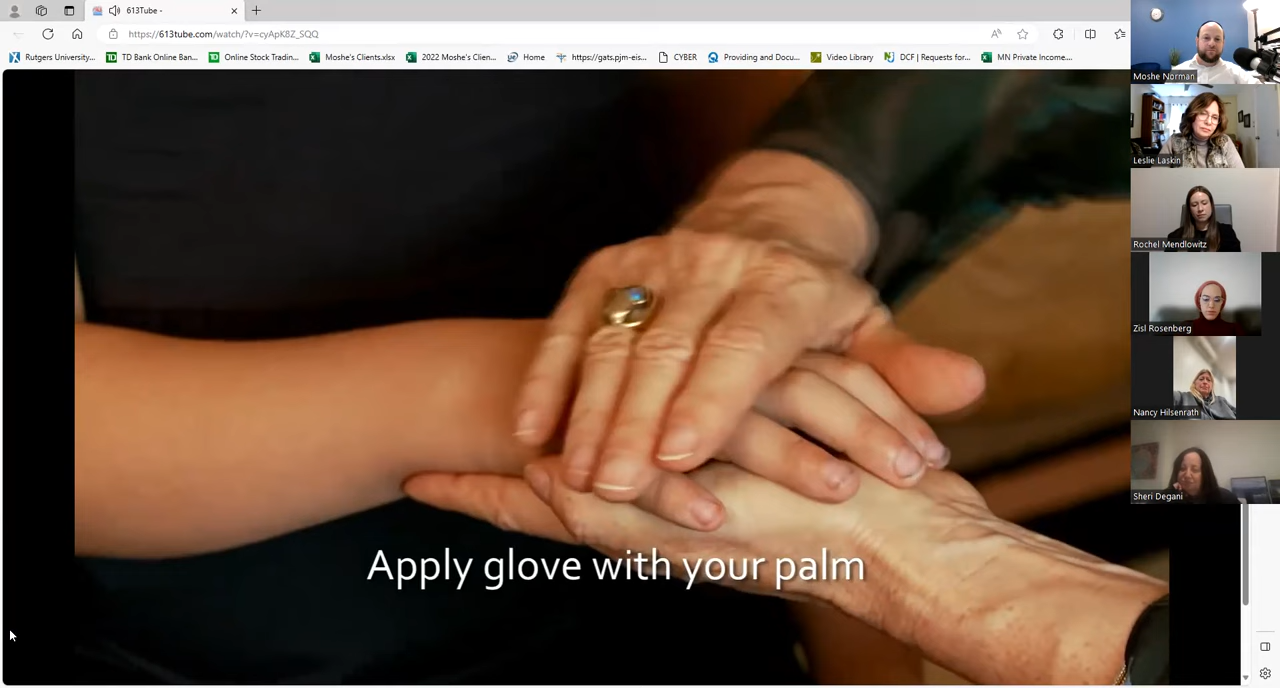 613Tube -
https://613tube.com/watch/?v=cyApK8Z_SQQ
Rutgers University...
TD Bank Online Ban...
Online Stock Tradin...
Moshe's Clients.xlsx
2022 Moshe's Clien...
Home
https://gats.pjm-eis...
CYBER
Providing and Docu...
Video Library
DCF | Requests for...
MN Private Income....
Moshe Norman
Leslie Laskin
Rochel Mendlowitz
Zisl Rosenberg
Nancy Hilsenrath
Sheri Degani
Apply glove with your palm